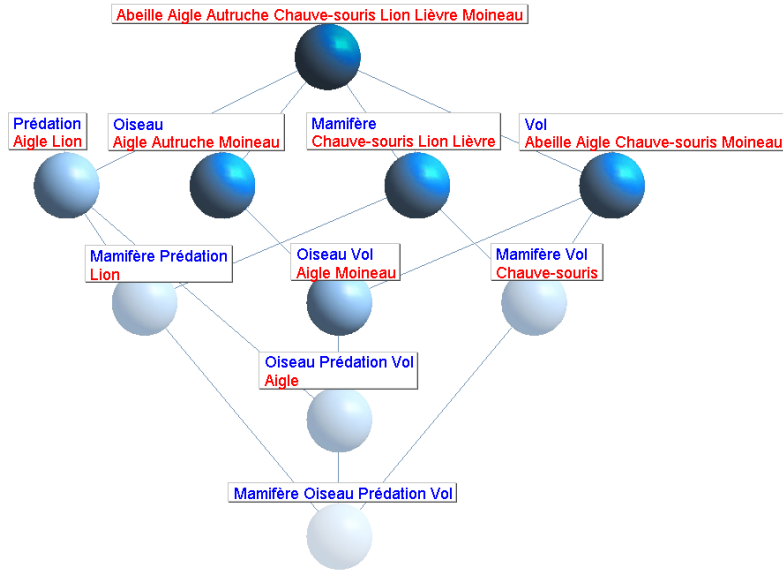 Abeille Aigle Autruche Chauve-souris Lion Lièvre Moineau
Prédation
Aigle Lion
Oiseau
Aigle Autruche Moineau
Mamifère
Chauve-souris Lion Lièvre
Vol
Abeille Aigle Chauve-souris Moineau
Mamifère Prédation
Lion
Oiseau Vol
Aigle Moineau
Mamifère Vol
Chauve-souris
Oiseau Prédation Vol
Aigle
Mamifère Oiseau Prédation Vol